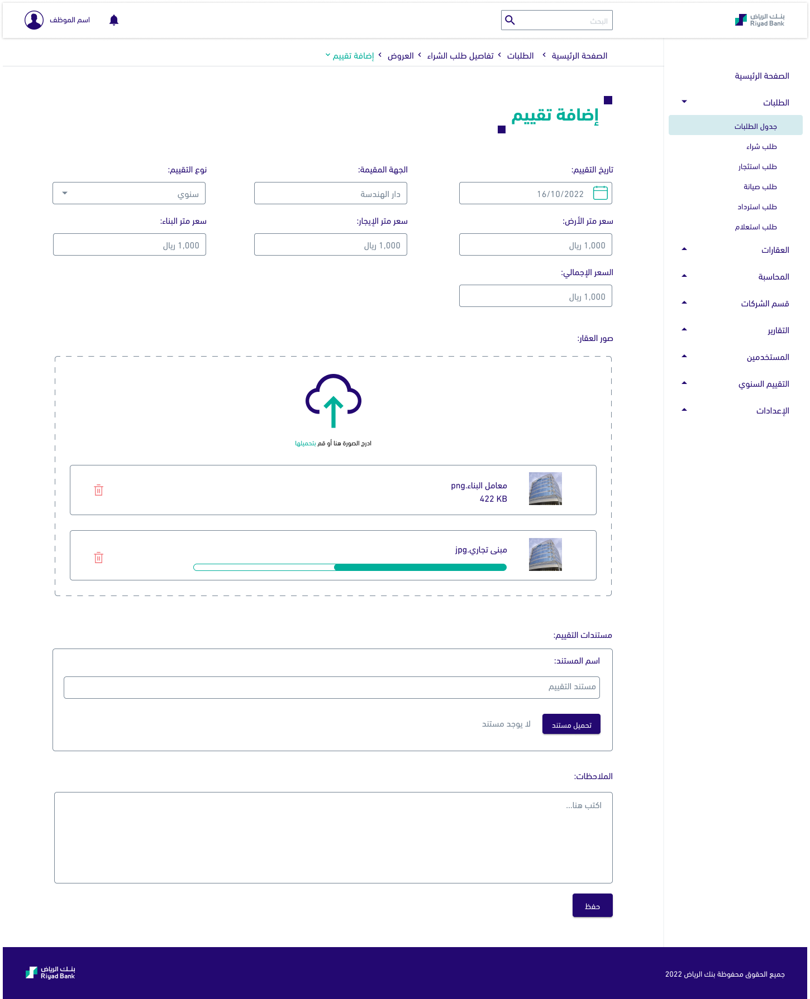 بنـك الرياض
Riyad Bank
البحث
اسم الموظف
الصفحة الرئيسية
الطلبات
تفاصيل طلب الشراء
العروض
إضافة تقييم
الصفحة الرئيسية
الطلبات
جدول الطلبات
طلب شراء
طلب استئجار
طلب صيانة
طلب استرداد
طلب استعلام
العقارات
المحاسبة
قسم الشركات
التقارير
المستخدمين
التقييم السنوي
الإعدادات
إضافة تقييم
تاريخ التقييم:
الجهة المقيمة:
نوع التقييم:
16/10/2022
دار الهندسة
سنوي
سعر متر الأرض:
سعر متر الإيجار:
سعر متر البناء:
1,000 ريال
1,000 ريال
1,000 ريال
السعر الإجمالي:
1,000 ريال
صور العقار:
ادرج الصورة هنا أو قم بتحميلها
معامل البناء.png
422 KB
مبنى تجاري.jpg
مستندات التقييم:
اسم المستند:
مستند التقييم
تحميل مستند
لا يوجد مستند
الملاحظات:
اكتب هنا...
حفظ
جميع الحقوق محفوظة بنك الرياض 2022
بنـك الرياض
Riyad Bank